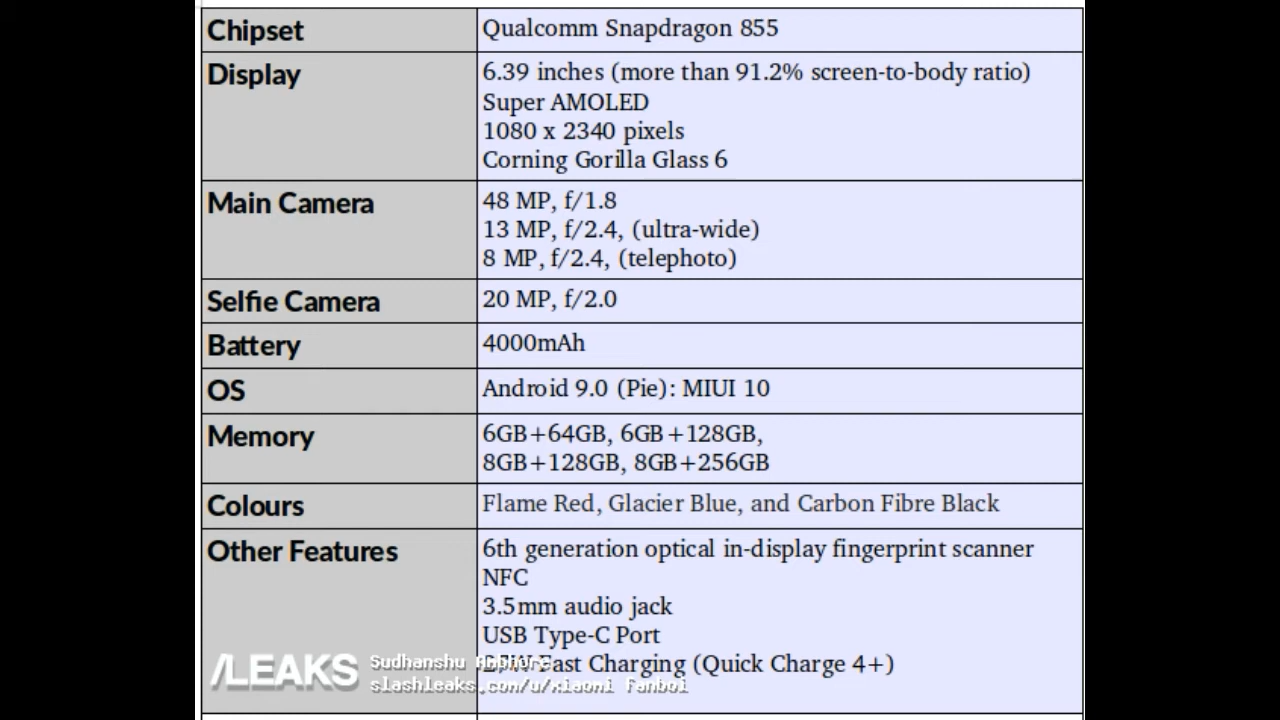 Chipset
Qualcomm Snapdragon 855
Display
6.39 inches (more than 91.2% screen-to-body ratio)
Super AMOLED
1080 x 2340 pixels
Corning Gorilla Glass 6
Main Camera
48 MP, f/1.8
13 MP, f/2.4, (ultra-wide)
8 MP, f/2.4, (telephoto)
Selfie Camera
20 MP, f/2.0
Battery
4000mAh
OS
Android 9.0 (Pie): MIUI 10
Memory
6GB+64GB, 6GB+128GB,
8GB+128GB, 8GB+256GB
Colours
Flame Red, Glacier Blue, and Carbon Fibre Black
Other Features
6th generation optical in-display fingerprint scanner
NFC
3.5mm audio jack
USB Type-C Port
Fast Charging (Quick Charge 4+)
/LEAKS
Sudhanshu
slashleaks.com/u/xiaomi fanboi